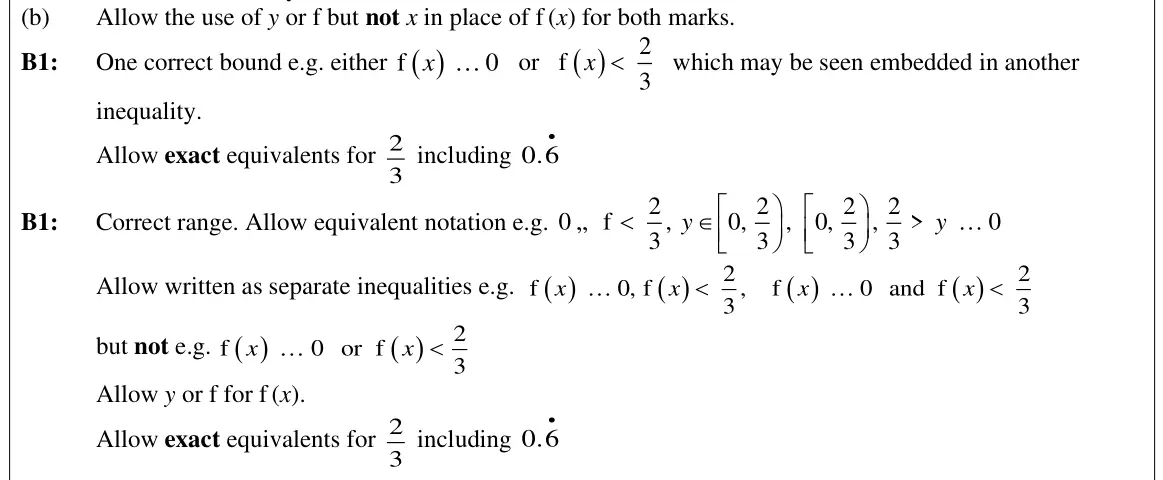 (b) Allow the use of y or f but not x in place of f (x) for both marks.
B1: One correct bound e.g. either f(x) …0 or f(x)< 2/3 which may be seen embedded in another
inequality.
Allow exact equivalents for 2/3 including 0.6̇
B1: Correct range. Allow equivalent notation e.g. 0 „ f < 2/3, y∈[0, 2/3), [0, 2/3), 2/3 > y …0
Allow written as separate inequalities e.g. f(x) …0, f(x)< 2/3, f(x) …0 and f(x)< 2/3
but not e.g. f(x) …0 or f(x)< 2/3
Allow y or f for f (x).
Allow exact equivalents for 2/3 including 0.6̇